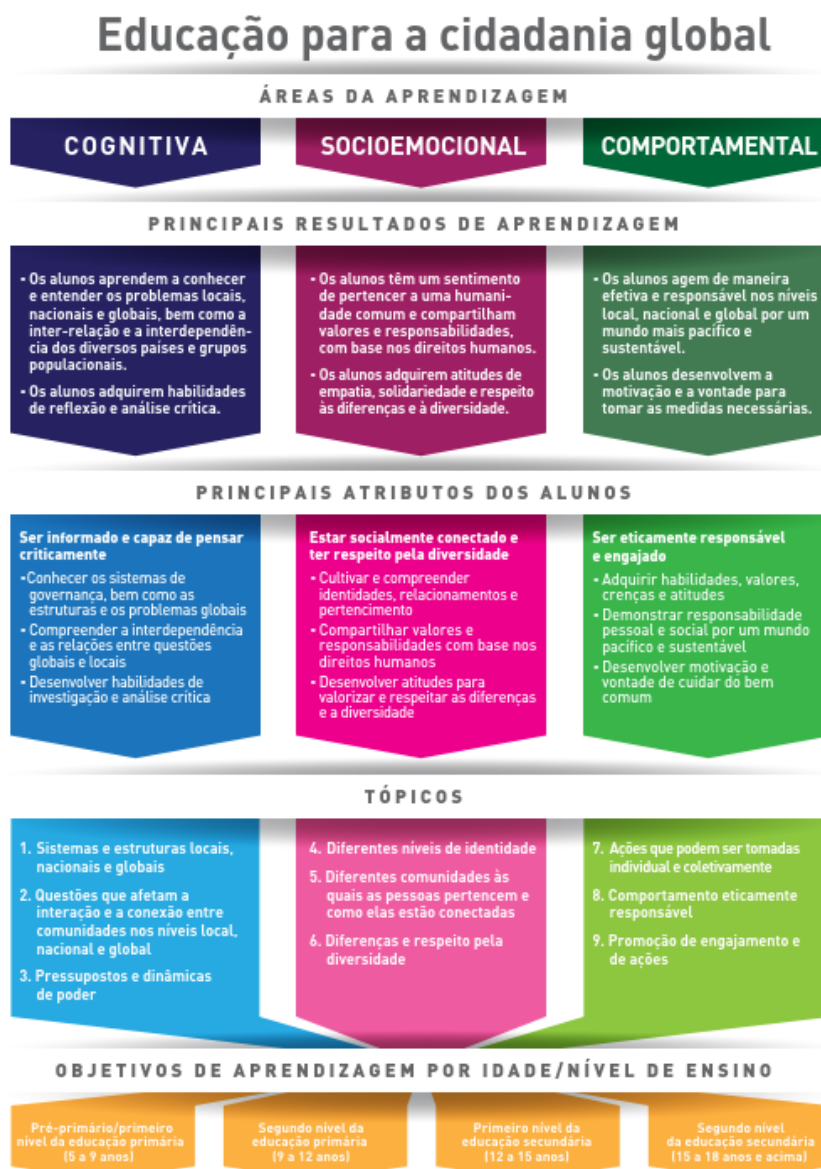 Educação para a cidadania global
ÁREAS DA APRENDIZAGEM
COGNITIVA
SOCIOEMOCIONAL
COMPORTAMENTAL
PRINCIPAIS RESULTADOS DE APRENDIZAGEM
- Os alunos aprendem a conhecer
e entender os problemas locais,
nacionais e globais, bem como a
inter-relação e a interdependên-
cia dos diversos países e grupos
populacionais.
- Os alunos adquirem habilidades
de reflexão e análise crítica.
- Os alunos têm um sentimento
de pertencer a uma humani-
dade comum e compartilham
valores e responsabilidades,
com base nos direitos humanos.
- Os alunos adquirem atitudes de
empatia, solidariedade e respeito
às diferenças e à diversidade.
- Os alunos agem de maneira
efetiva e responsável nos níveis
local, nacional e global por um
mundo mais pacífico e
sustentável.
- Os alunos desenvolvem a
motivação e a vontade para
tomar as medidas necessárias.
PRINCIPAIS ATRIBUTOS DOS ALUNOS
Ser informado e capaz de pensar
criticamente
-Conhecer os sistemas de
governança, bem como as
estruturas e os problemas globais
- Compreender a interdependência
e as relações entre questões
globais e locais
- Desenvolver habilidades de
investigação e análise crítica
Estar socialmente conectado e
ter respeito pela diversidade
- Cultivar e compreender
identidades, relacionamentos e
pertencimento
- Compartilhar valores e
responsabilidades com base nos
direitos humanos
- Desenvolver atitudes para
valorizar e respeitar as diferenças
e a diversidade
Ser eticamente responsável
e engajado
- Adquirir habilidades, valores,
crenças e atitudes
- Demonstrar responsabilidade
pessoal e social por um mundo
pacífico e sustentável
- Desenvolver motivação e
vontade de cuidar do bem
comum
TÓPICOS
1. Sistemas e estruturas locais,
nacionais e globais
2. Questões que afetam a
interação e a conexão entre
comunidades nos níveis local,
nacional e global
3. Pressupostos e dinâmicas
de poder
4. Diferentes níveis de identidade
5. Diferentes comunidades às
quais as pessoas pertencem e
como elas estão conectadas
6. Diferenças e respeito pela
diversidade
7. Ações que podem ser tomadas
individual e coletivamente
8. Comportamento eticamente
responsável
9. Promoção de engajamento e
de ações
OBJETIVOS DE APRENDIZAGEM POR IDADE/NÍVEL DE ENSINO
Pré-primário/primeiro
nível da educação primária
(5 a 9 anos)
Segundo nível da
educação primária
(9 a 12 anos)
Primeiro nível da
educação secundária
(12 a 15 anos)
Segundo nível
da educação secundária
(15 a 18 anos e acima)